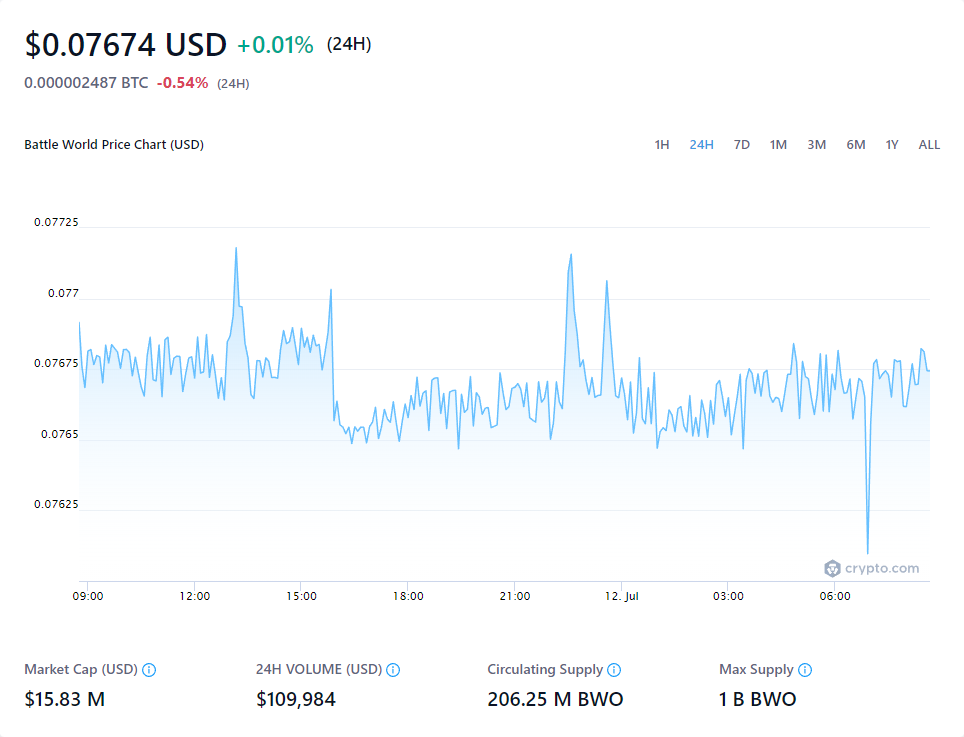 $0.07674 USD +0.01% (24H)
0.000002487 BTC -0.54% (24H)
Battle World Price Chart (USD) 1H 24H 7D 1M 3M 6M 1Y ALL
0.07725
0.077
0.07675
0.0765
0.07625
crypto.com
09:00 12:00 15:00 18:00 21:00 12. Jul 03:00 06:00
Market Cap (USD) 24H VOLUME (USD) Circulating Supply Max Supply
$15.83 M $109,984 206.25 M BWO 1 B BWO